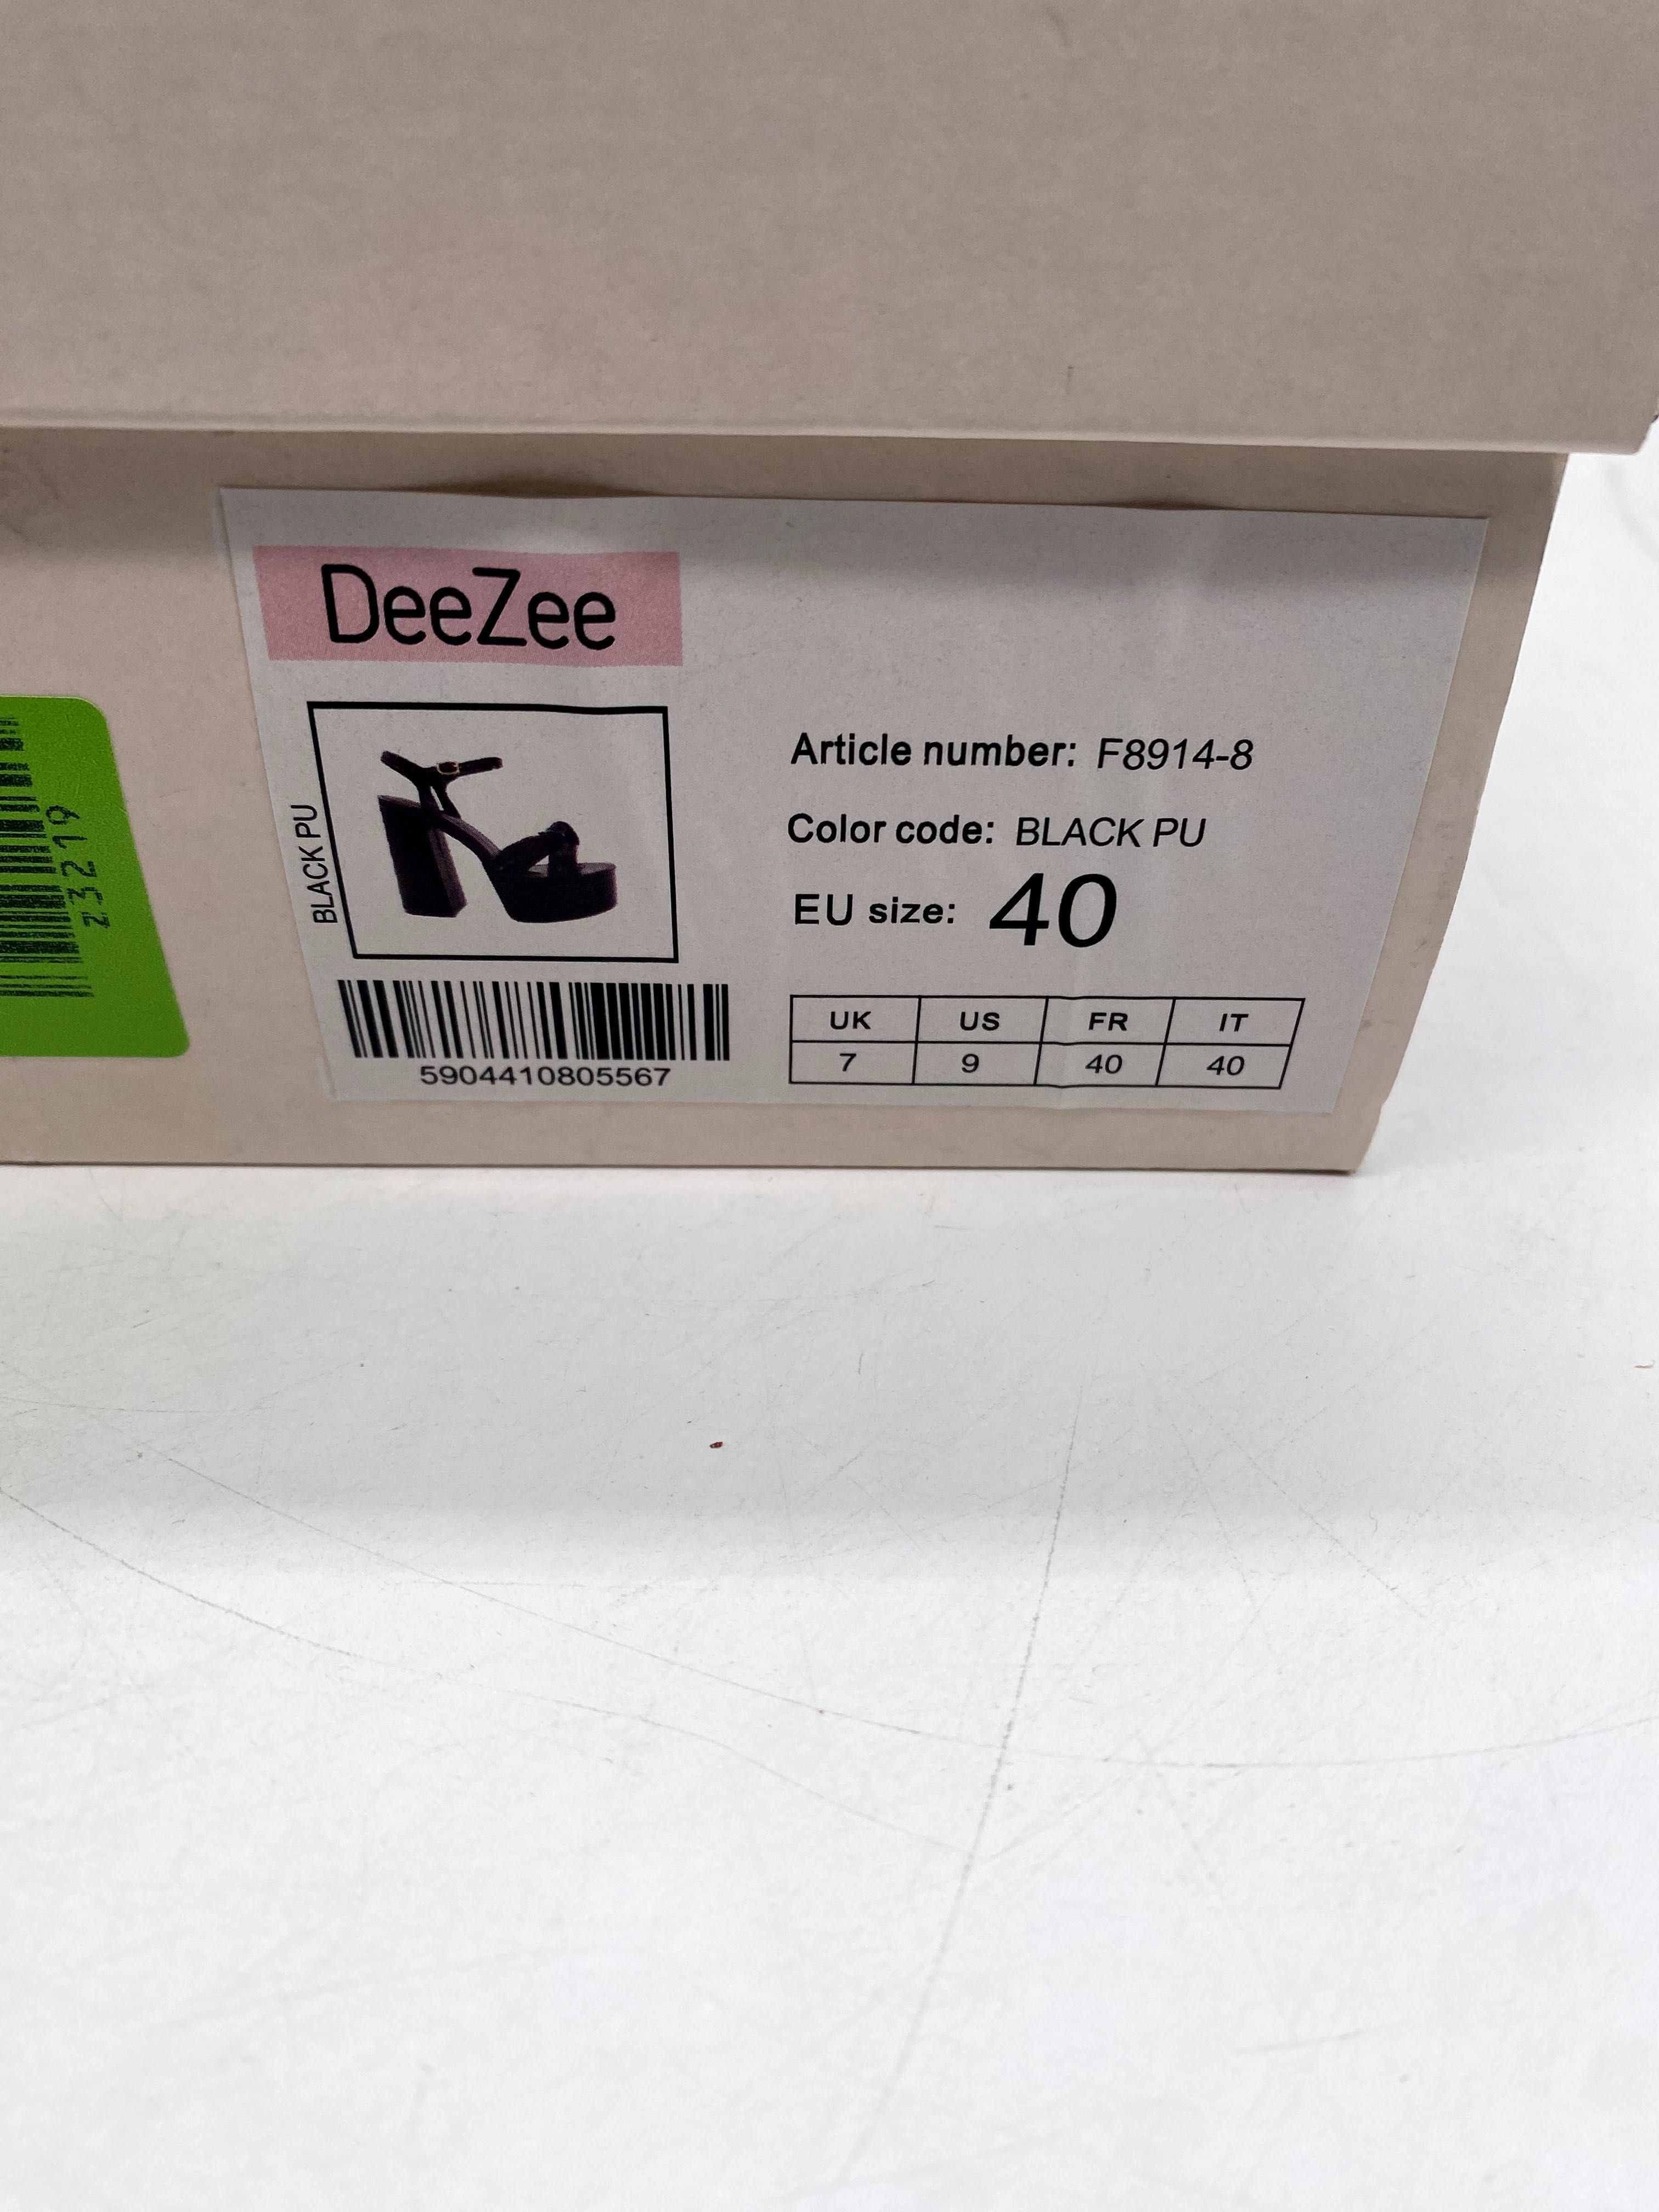 DeeZee
BLACK PU
Article number: F8914-8
Color code: BLACK PU
EU size: 40
UK US FR IT
7 9 40 40
5904410805567
23219